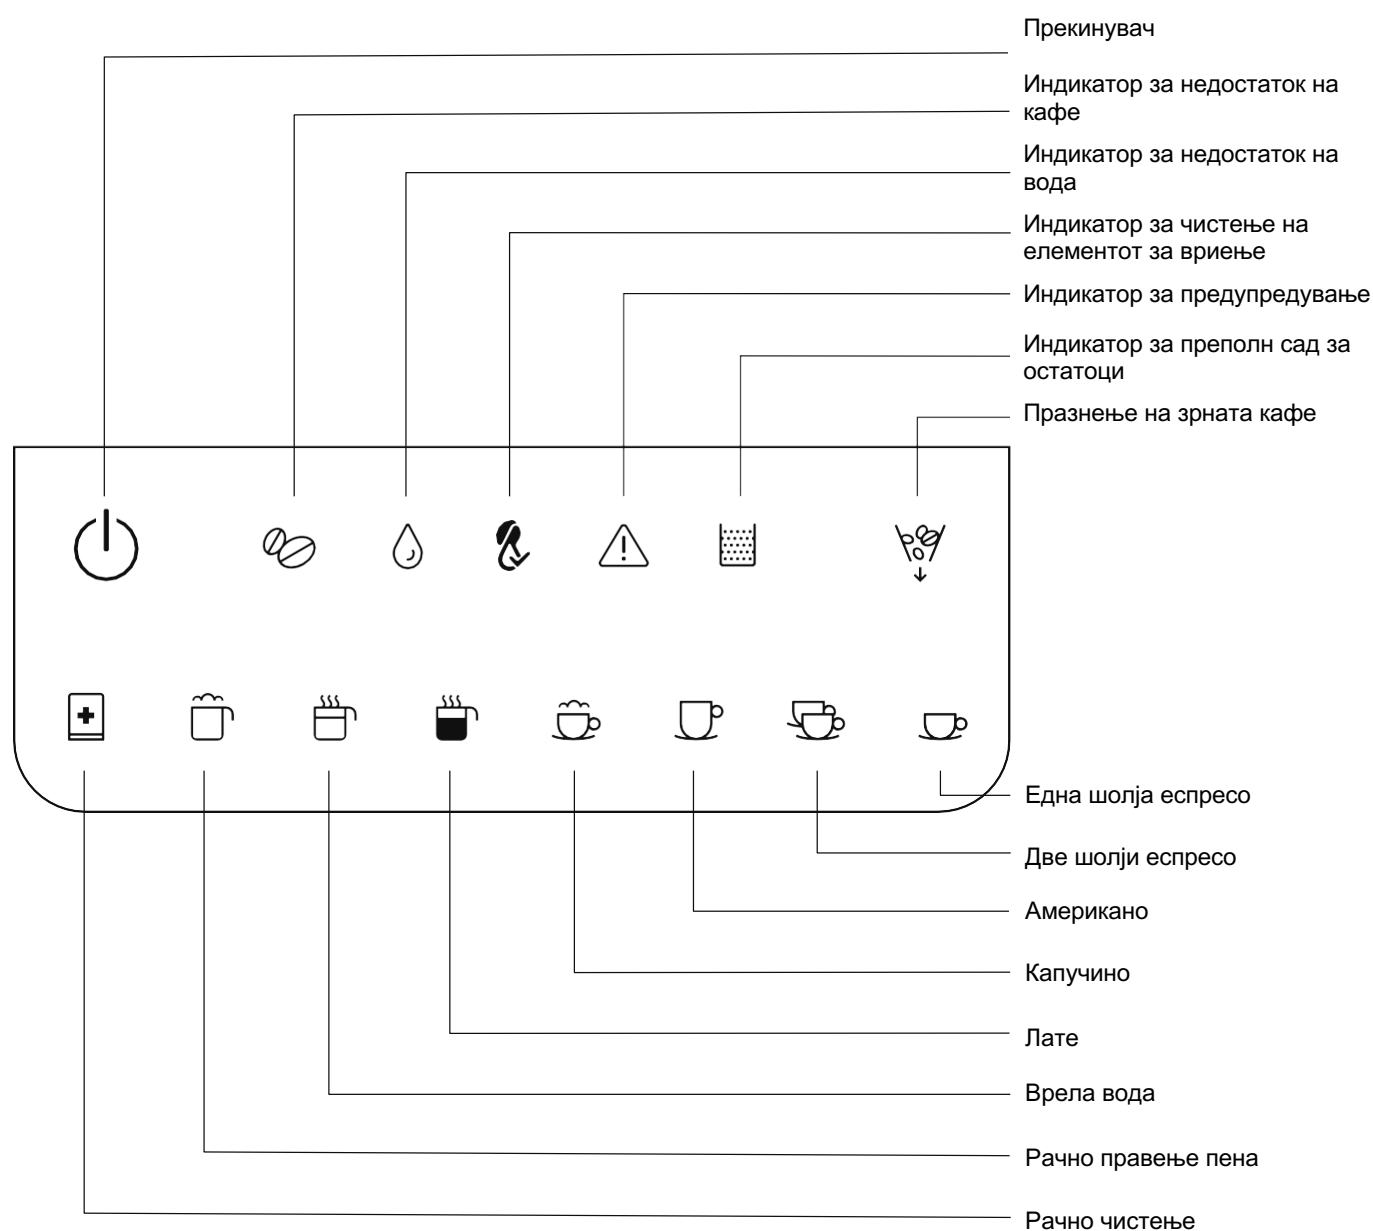 Прекинувач
Индикатор за недостаток на
кафе
Индикатор за недостаток на
вода
Индикатор за чистење на
елементот за вриење
Индикатор за предупредување
Индикатор за преполн сад за
остатоци
Празнење на зрната кафе
Една шолја еспресо
Две шолји еспресо
Американо
Капучино
Лате
Врела вода
Рачно правење пена
Рачно чистење